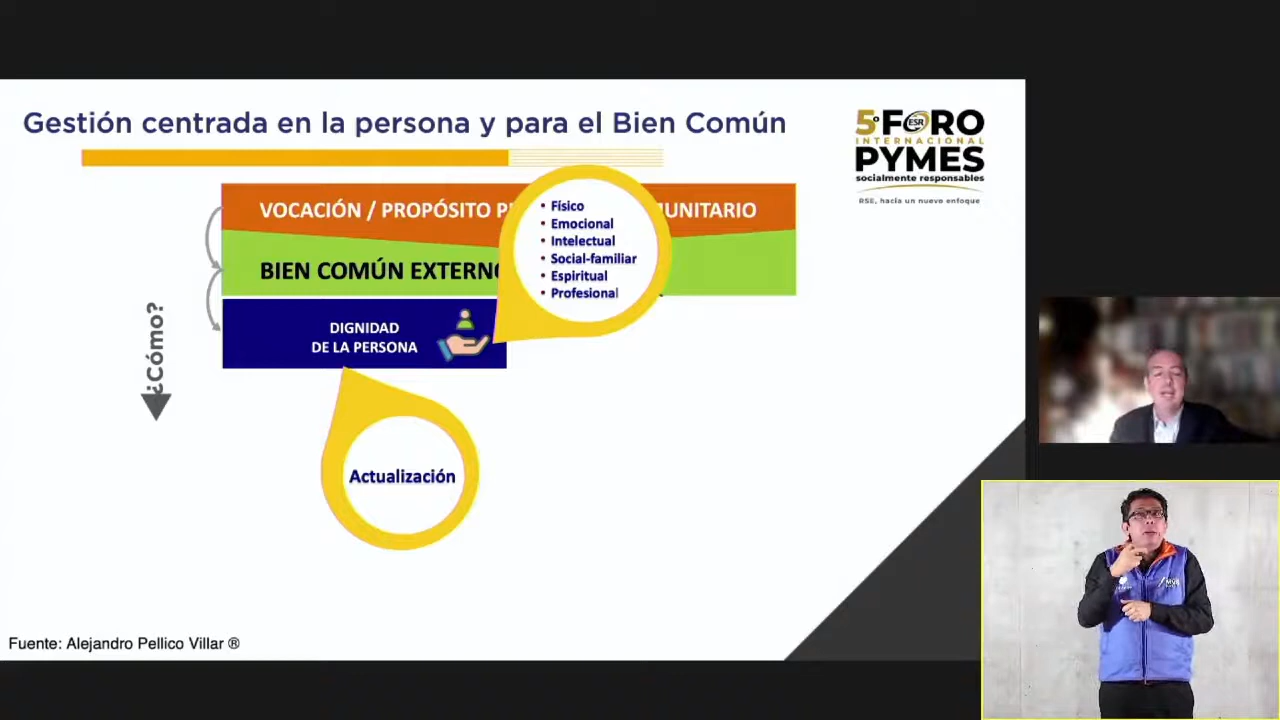 Gestión centrada en la persona y para el Bien Común
5º FORO
ESR
INTERNACIONAL
PYMES
socialmente responsables
RSE, hacia un nuevo enfoque
VOCACIÓN / PROPÓSITO P
UNITARIO
• Físico
• Emocional
• Intelectual
• Social-familiar
• Espiritual
• Profesional
BIEN COMÚN EXTERNO
¿Cómo?
DIGNIDAD
DE LA PERSONA
Actualización
Fuente: Alejandro Pellico Villar ®